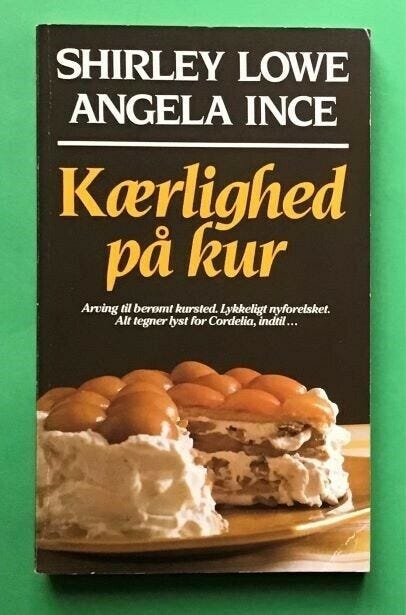 SHIRLEY LOWE
ANGELA INCE
Kærlighed
på kur
Arving til berømt kursted. Lykkeligt nyforelsket.
Alt tegner lyst for Cordelia, indtil...